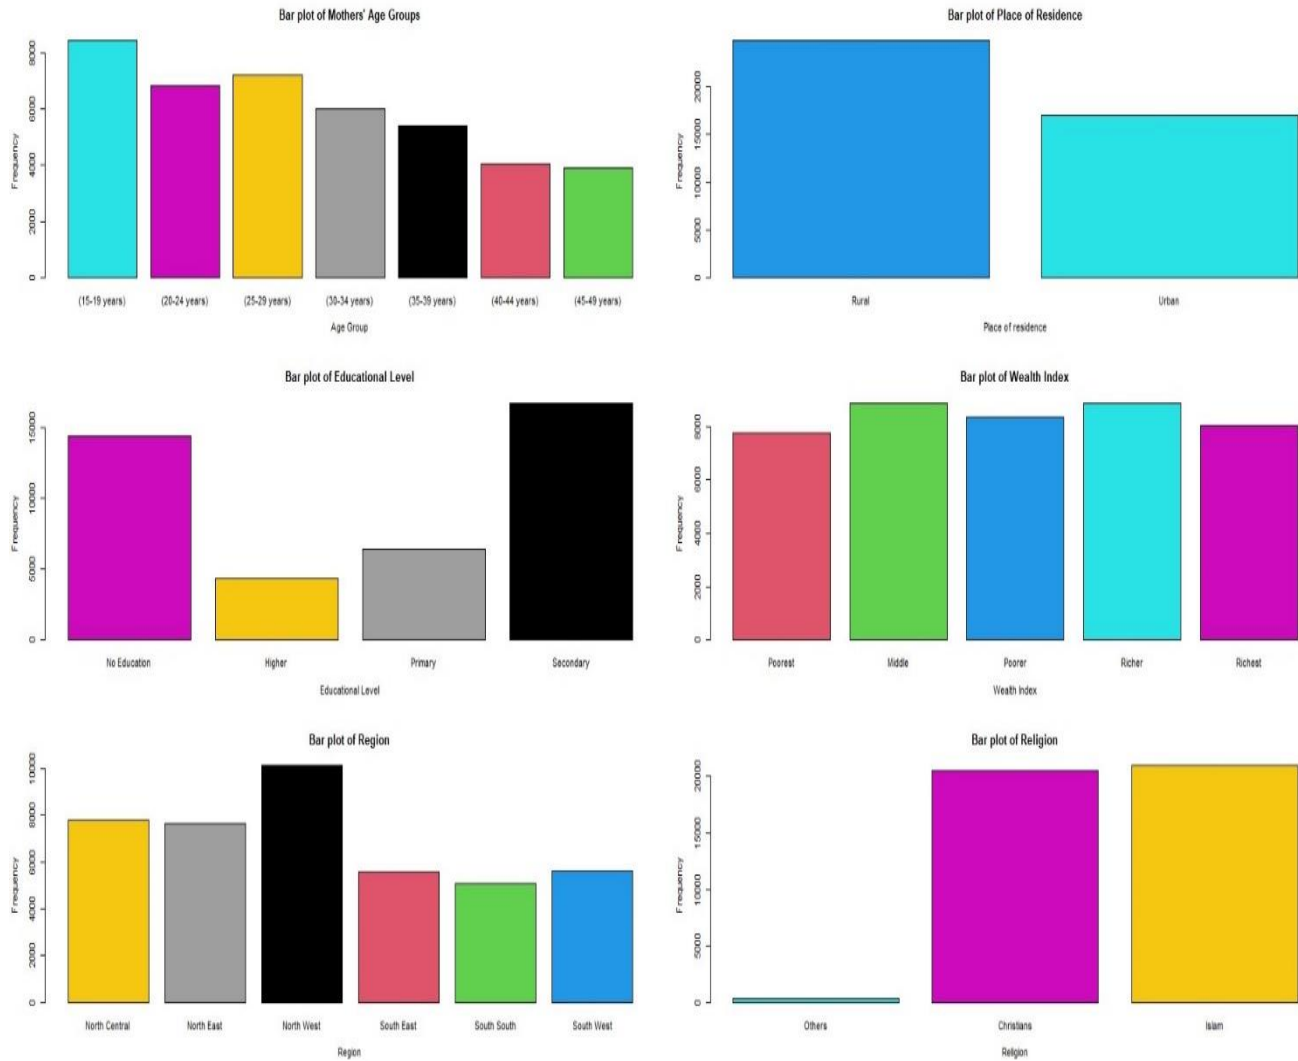 Bar plot of Mothers' Age Groups
Frequency
8000
6000
4000
2000
0
(15-19 years) (20-24 years) (25-29 years) (30-34 years) (35-39 years) (40-44 years) (45-49 years)
Age Group
Bar plot of Place of Residence
Frequency
20000
15000
10000
5000
0
Rural Urban
Place of residence
Bar plot of Educational Level
Frequency
15000
10000
5000
0
No Education Higher Primary Secondary
Educational Level
Bar plot of Wealth Index
Frequency
8000
6000
4000
2000
0
Poorest Middle Poorer Richer Richest
Wealth Index
Bar plot of Region
Frequency
10000
8000
6000
4000
2000
0
North Central North East North West South East South South South West
Region
Bar plot of Religion
Frequency
20000
15000
10000
5000
0
Others Christians Islam
Religion